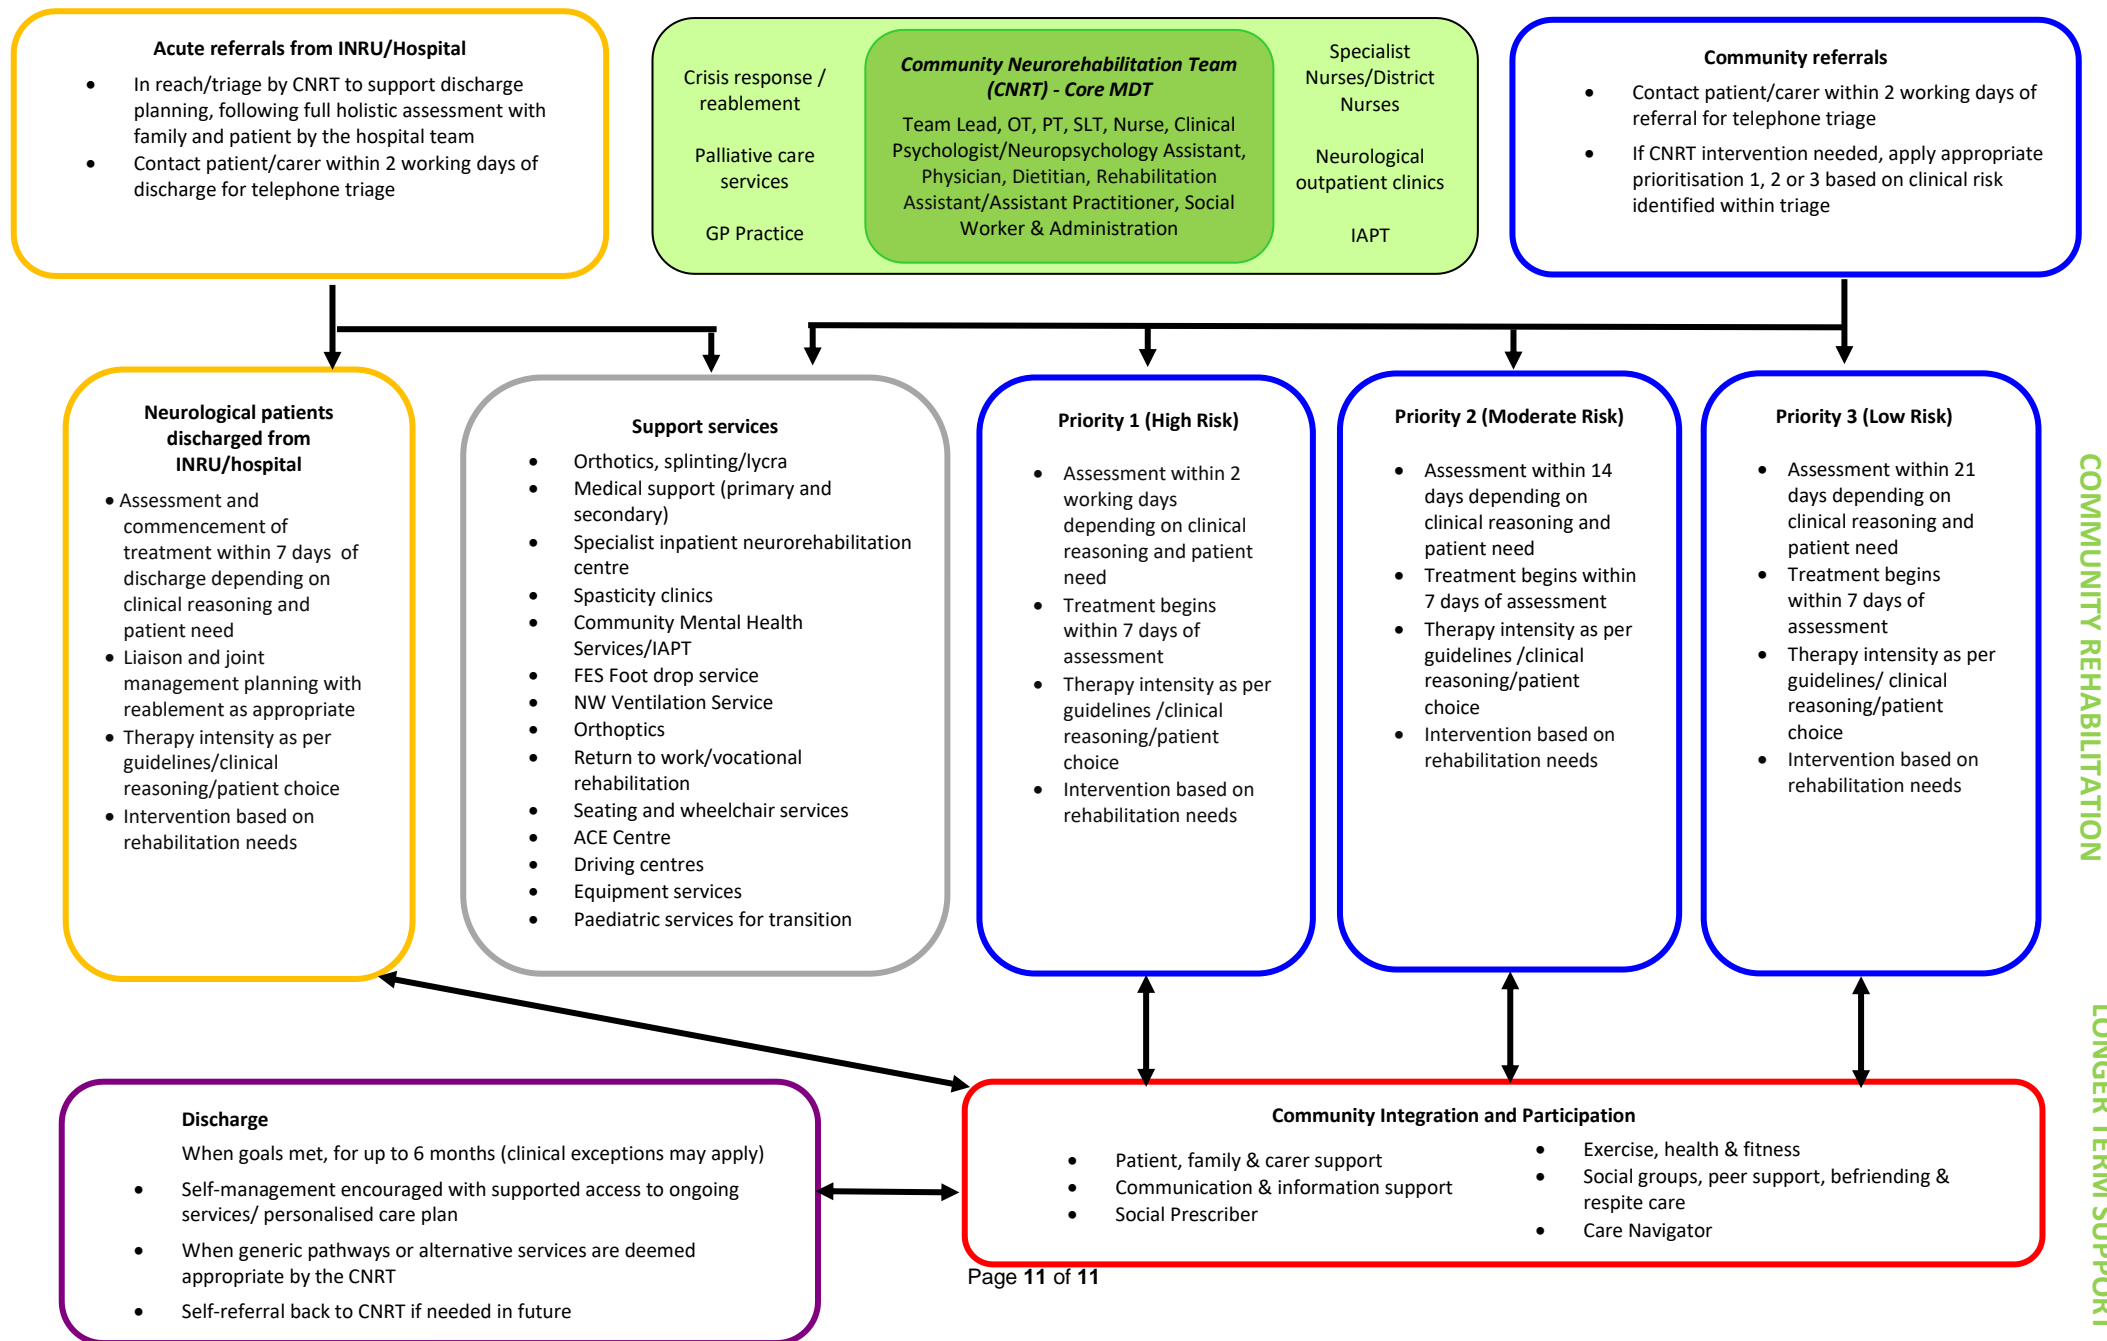 Acute referrals from INRU/Hospital
• In reach/triage by CNRT to support discharge
planning, following full holistic assessment with
family and patient by the hospital team
• Contact patient/carer within 2 working days of
discharge for telephone triage
Crisis response /
reablement
Palliative care
services
GP Practice
Community Neurorehabilitation Team
(CNRT) - Core MDT
Team Lead, OT, PT, SLT, Nurse, Clinical
Psychologist/Neuropsychology Assistant,
Physician, Dietitian, Rehabilitation
Assistant/Assistant Practitioner, Social
Worker & Administration
Specialist
Nurses/District
Nurses
Neurological
outpatient clinics
IAPT
Community referrals
• Contact patient/carer within 2 working days of
referral for telephone triage
• If CNRT intervention needed, apply appropriate
prioritisation 1, 2 or 3 based on clinical risk
identified within triage
Neurological patients
discharged from
INRU/hospital
• Assessment and
commencement of
treatment within 7 days of
discharge depending on
clinical reasoning and
patient need
• Liaison and joint
management planning with
reablement as appropriate
• Therapy intensity as per
guidelines/clinical
reasoning/patient choice
• Intervention based on
rehabilitation needs
Support services
• Orthotics, splinting/lycra
• Medical support (primary and
secondary)
• Specialist inpatient neurorehabilitation
centre
• Spasticity clinics
• Community Mental Health
Services/IAPT
• FES Foot drop service
• NW Ventilation Service
• Orthoptics
• Return to work/vocational
rehabilitation
• Seating and wheelchair services
• ACE Centre
• Driving centres
• Equipment services
• Paediatric services for transition
Priority 1 (High Risk)
• Assessment within 2
working days
depending on clinical
reasoning and patient
need
• Treatment begins
within 7 days of
assessment
• Therapy intensity as per
guidelines /clinical
reasoning/patient
choice
• Intervention based on
rehabilitation needs
Priority 2 (Moderate Risk)
• Assessment within 14
days depending on
clinical reasoning and
patient need
• Treatment begins within
7 days of assessment
• Therapy intensity as per
guidelines /clinical
reasoning/patient
choice
• Intervention based on
rehabilitation needs
Priority 3 (Low Risk)
• Assessment within 21
days depending on
clinical reasoning and
patient need
• Treatment begins
within 7 days of
assessment
• Therapy intensity as per
guidelines/ clinical
reasoning/patient
choice
• Intervention based on
rehabilitation needs
COMMUNITY REHABILITATION
Discharge
When goals met, for up to 6 months (clinical exceptions may apply)
• Self-management encouraged with supported access to ongoing
services/ personalised care plan
• When generic pathways or alternative services are deemed
appropriate by the CNRT
• Self-referral back to CNRT if needed in future
Community Integration and Participation
• Patient, family & carer support
• Communication & information support
• Social Prescriber
• Exercise, health & fitness
• Social groups, peer support, befriending &
respite care
• Care Navigator
LONGER TERM SUPPORT
Page 11 of 11